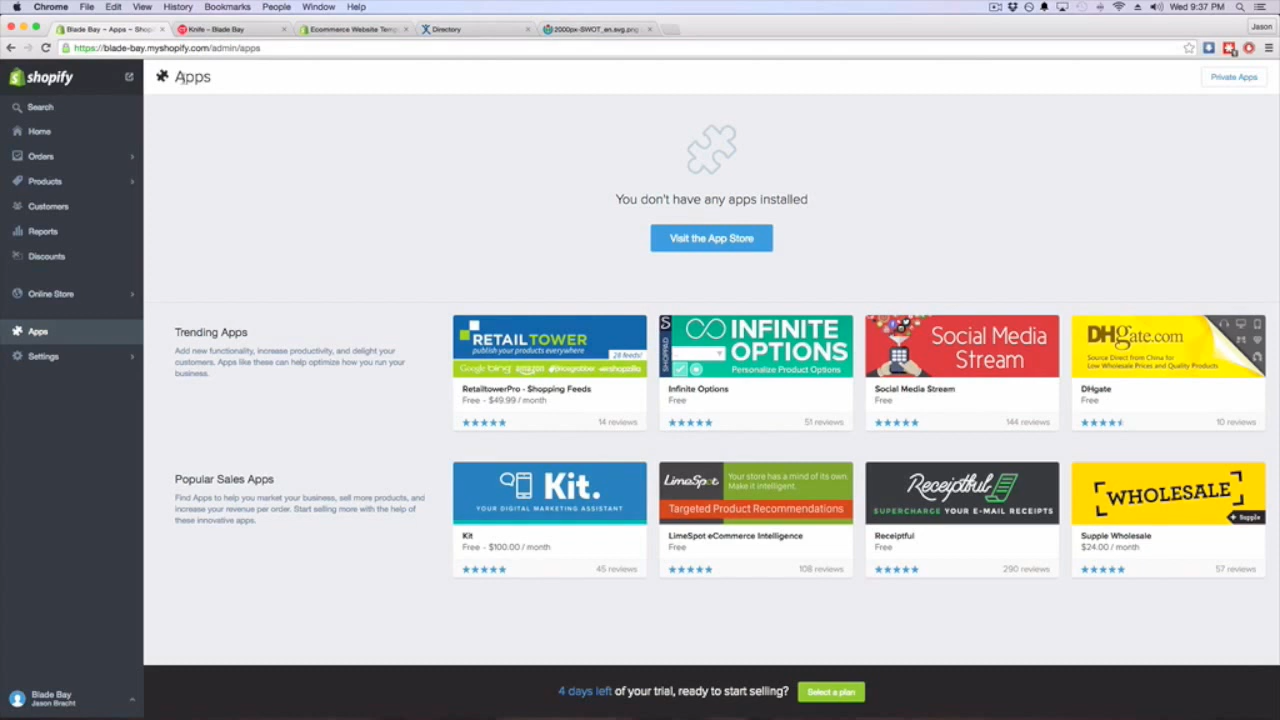 Chrome File Edit View History Bookmarks People Window Help
Wed 9:37 PM
Blade Bay ~ Apps ~ Shop
Knife – Blade Bay
Ecommerce Website Temp
Directory
2000px-SWOT_en.svg.png
Jason
https://blade-bay.myshopify.com/admin/apps
shopify
Apps
Private Apps
Search
Home
Orders
Products
Customers
Reports
Discounts
Online Store
Apps
Settings
You don't have any apps installed
Visit the App Store
Trending Apps
Add new functionality, increase productivity, and delight your
customers. Apps like these can help optimize how you run your
business.
RETAILTOWER
publish your products everywhere
28 feeds!
Google bing amazon
RetailtowerPro - Shopping Feeds
Free – $49.99 / month
14 reviews
SHOPPAD
INFINITE
OPTIONS
Personalize Product Options
Infinite Options
Free
51 reviews
Social Media
Stream
Social Media Stream
Free
144 reviews
DHgate.com
Source Direct from China for
Low Wholesale Prices and Quality Products
DHgate
Free
10 reviews
Popular Sales Apps
Find Apps to help you market your business, sell more products, and
increase your revenue per order. Start selling more with the help of
these innovative apps.
Kit.
YOUR DIGITAL MARKETING ASSISTANT
Kit
Free – $100.00 / month
45 reviews
LimeSpot
Your store has a mind of its own.
Make it intelligent.
Targeted Product Recommendations
LimeSpot eCommerce Intelligence
Free
108 reviews
Receiptful
SUPERCHARGE YOUR E-MAIL RECEIPTS
Receiptful
Free
290 reviews
WHOLESALE
Supple
Supple Wholesale
$24.00 / month
57 reviews
4 days left of your trial, ready to start selling?
Select a plan
Blade Bay
Jason Bracht